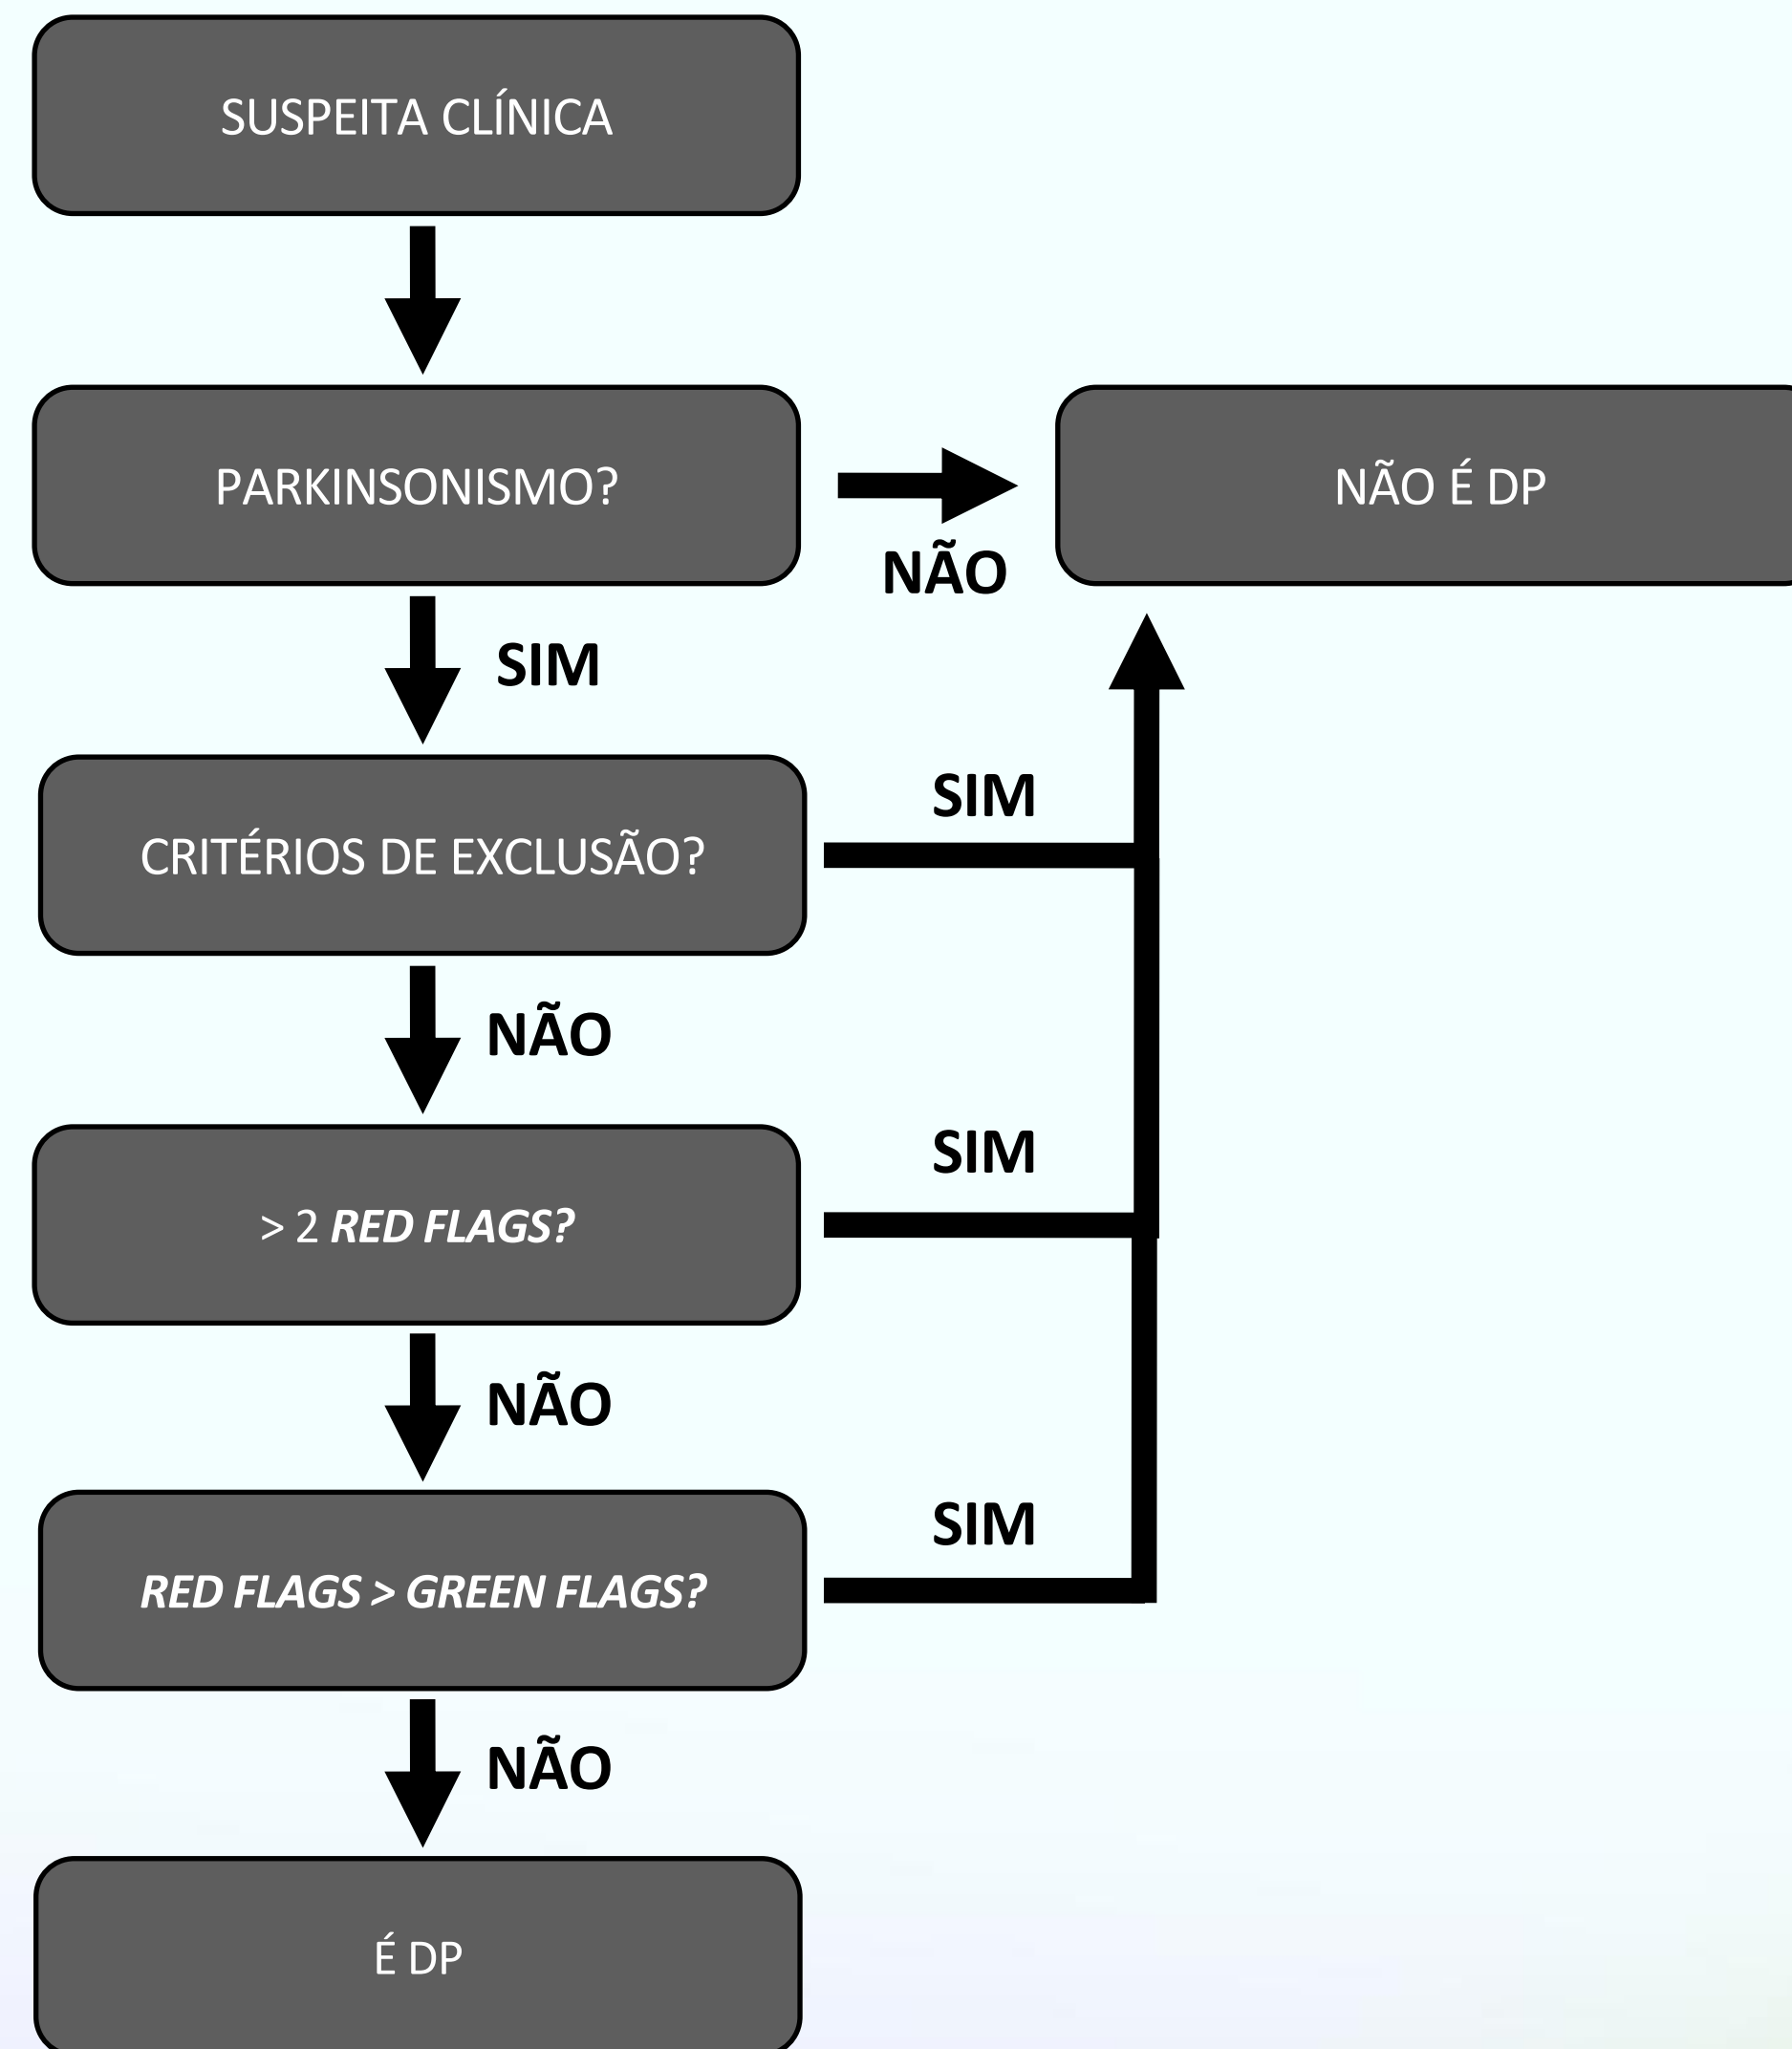 SUSPEITA CLÍNICA
PARKINSONISMO?
NÃO É DP
NÃO
SIM
SIM
CRITÉRIOS DE EXCLUSÃO?
NÃO
SIM
> 2 RED FLAGS?
NÃO
SIM
RED FLAGS > GREEN FLAGS?
NÃO
É DP